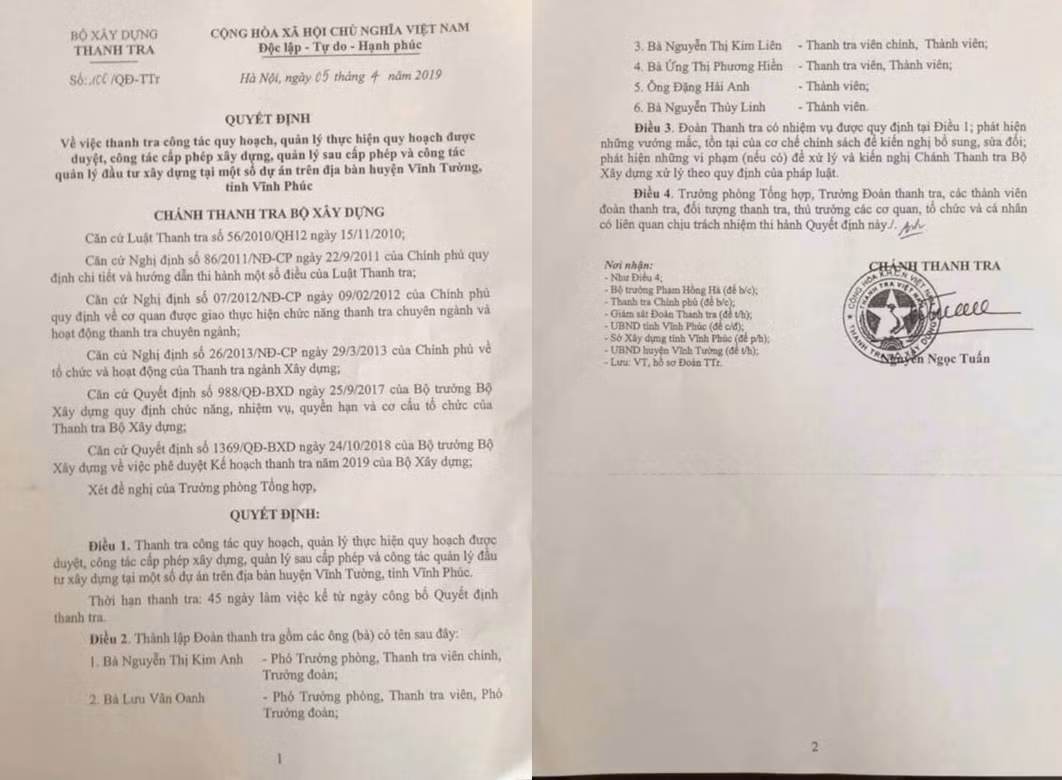 BỘ XÂY DỰNG
THANH TRA
CỘNG HÒA XÃ HỘI CHỦ NGHĨA VIỆT NAM
Độc lập - Tự do - Hạnh phúc
Số: 100 /QĐ-TTr
Hà Nội, ngày 05 tháng 4 năm 2019
QUYẾT ĐỊNH
Về việc thanh tra công tác quy hoạch, quản lý thực hiện quy hoạch được
duyệt, công tác cấp phép xây dựng, quản lý sau cấp phép và công tác
quản lý đầu tư xây dựng tại một số dự án trên địa bàn huyện Vĩnh Tường,
tỉnh Vĩnh Phúc
CHÁNH THANH TRA BỘ XÂY DỰNG
Căn cứ Luật Thanh tra số 56/2010/QH12 ngày 15/11/2010;
Căn cứ Nghị định số 86/2011/NĐ-CP ngày 22/9/2011 của Chính phủ quy
định chi tiết và hướng dẫn thi hành một số điều của Luật Thanh tra;
Căn cứ Nghị định số 07/2012/NĐ-CP ngày 09/02/2012 của Chính phủ
quy định về cơ quan được giao thực hiện chức năng thanh tra chuyên ngành và
hoạt động thanh tra chuyên ngành;
Căn cứ Nghị định số 26/2013/NĐ-CP ngày 29/3/2013 của Chính phủ về
tổ chức và hoạt động của Thanh tra ngành Xây dựng;
Căn cứ Quyết định số 988/QĐ-BXD ngày 25/9/2017 của Bộ trưởng Bộ
Xây dựng quy định chức năng, nhiệm vụ, quyền hạn và cơ cấu tổ chức của
Thanh tra Bộ Xây dựng;
Căn cứ Quyết định số 1369/QĐ-BXD ngày 24/10/2018 của Bộ trưởng Bộ
Xây dựng về việc phê duyệt Kế hoạch thanh tra năm 2019 của Bộ Xây dựng;
Xét đề nghị của Trưởng phòng Tổng hợp,
QUYẾT ĐỊNH:
Điều 1. Thanh tra công tác quy hoạch, quản lý thực hiện quy hoạch được
duyệt, công tác cấp phép xây dựng, quản lý sau cấp phép và công tác quản lý đầu
tư xây dựng tại một số dự án trên địa bàn huyện Vĩnh Tường, tỉnh Vĩnh Phúc.
Thời hạn thanh tra: 45 ngày làm việc kể từ ngày công bố Quyết định
thanh tra.
Điều 2. Thành lập Đoàn thanh tra gồm các ông (bà) có tên sau đây:
1. Bà Nguyễn Thị Kim Anh - Phó Trưởng phòng, Thanh tra viên chính,
Trưởng đoàn;
2. Bà Lưu Vân Oanh - Phó Trưởng phòng, Thanh tra viên, Phó
Trưởng đoàn;
1
3. Bà Nguyễn Thị Kim Liên - Thanh tra viên chính, Thành viên;
4. Bà Ứng Thị Phương Hiền - Thanh tra viên, Thành viên;
5. Ông Đặng Hải Anh - Thành viên;
6. Bà Nguyễn Thùy Linh - Thành viên.
Điều 3. Đoàn Thanh tra có nhiệm vụ được quy định tại Điều 1; phát hiện
những vướng mắc, tồn tại của cơ chế chính sách để kiến nghị bổ sung, sửa đổi;
phát hiện những vi phạm (nếu có) để xử lý và kiến nghị Chánh Thanh tra Bộ
Xây dựng xử lý theo quy định của pháp luật.
Điều 4. Trưởng phòng Tổng hợp, Trưởng Đoàn thanh tra, các thành viên
đoàn thanh tra, đối tượng thanh tra, thủ trưởng các cơ quan, tổ chức và cá nhân
có liên quan chịu trách nhiệm thi hành Quyết định này./.
Nơi nhận:
- Như Điều 4;
- Bộ trưởng Phạm Hồng Hà (để b/c);
- Thanh tra Chính phủ (để b/c);
- Giám sát Đoàn Thanh tra (để t/h);
- UBND tỉnh Vĩnh Phúc (để c/đ);
- Sở Xây dựng tỉnh Vĩnh Phúc (để p/h);
- UBND huyện Vĩnh Tường (để t/h);
- Lưu: VT, hồ sơ Đoàn TTr.
CHÁNH THANH TRA
Nguyễn Ngọc Tuấn
2